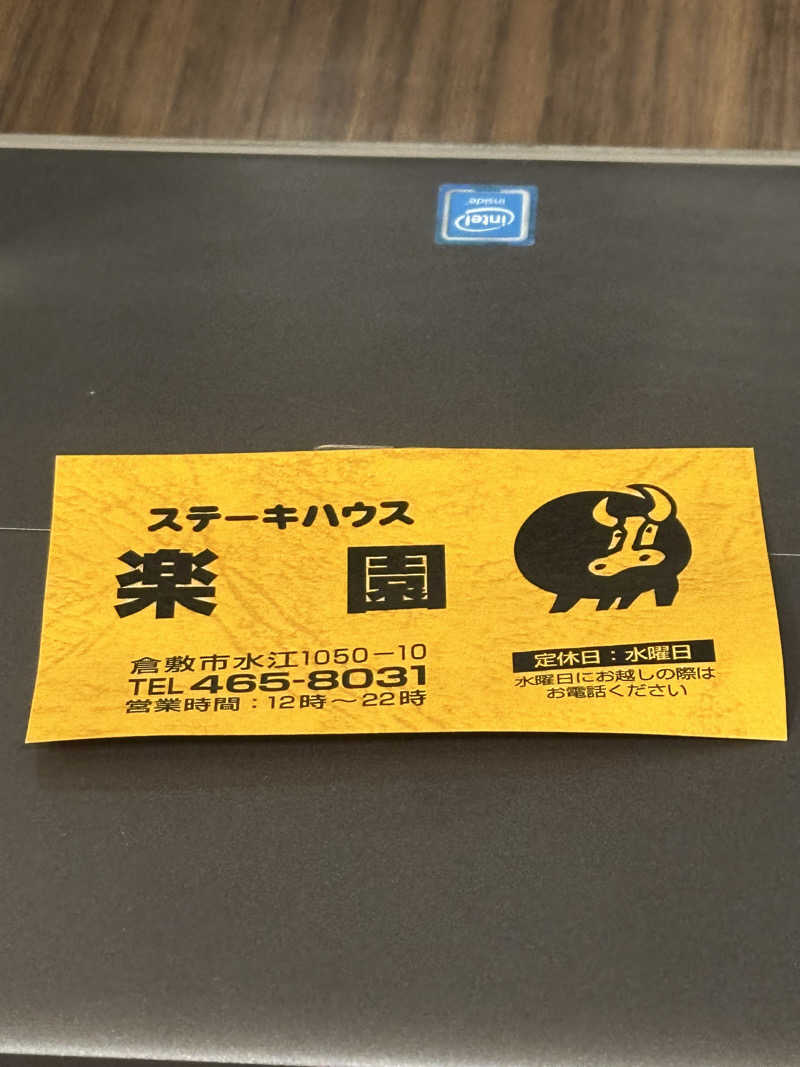 intel
inside™
ステーキハウス
楽園
倉敷市水江1050-10
TEL 465-8031
営業時間：12時～22時
定休日：水曜日
水曜日にお越しの際は
お電話ください